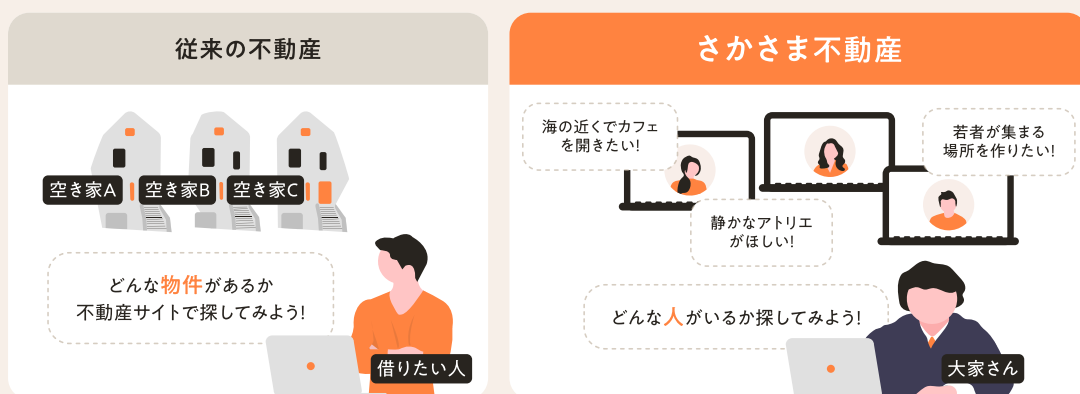 従来の不動産
空き家A
空き家B
空き家C
どんな物件があるか
不動産サイトで探してみよう!
借りたい人
さかさま不動産
海の近くでカフェ
を開きたい!
若者が集まる
場所を作りたい!
静かなアトリエ
がほしい!
どんな人がいるか探してみよう!
大家さん